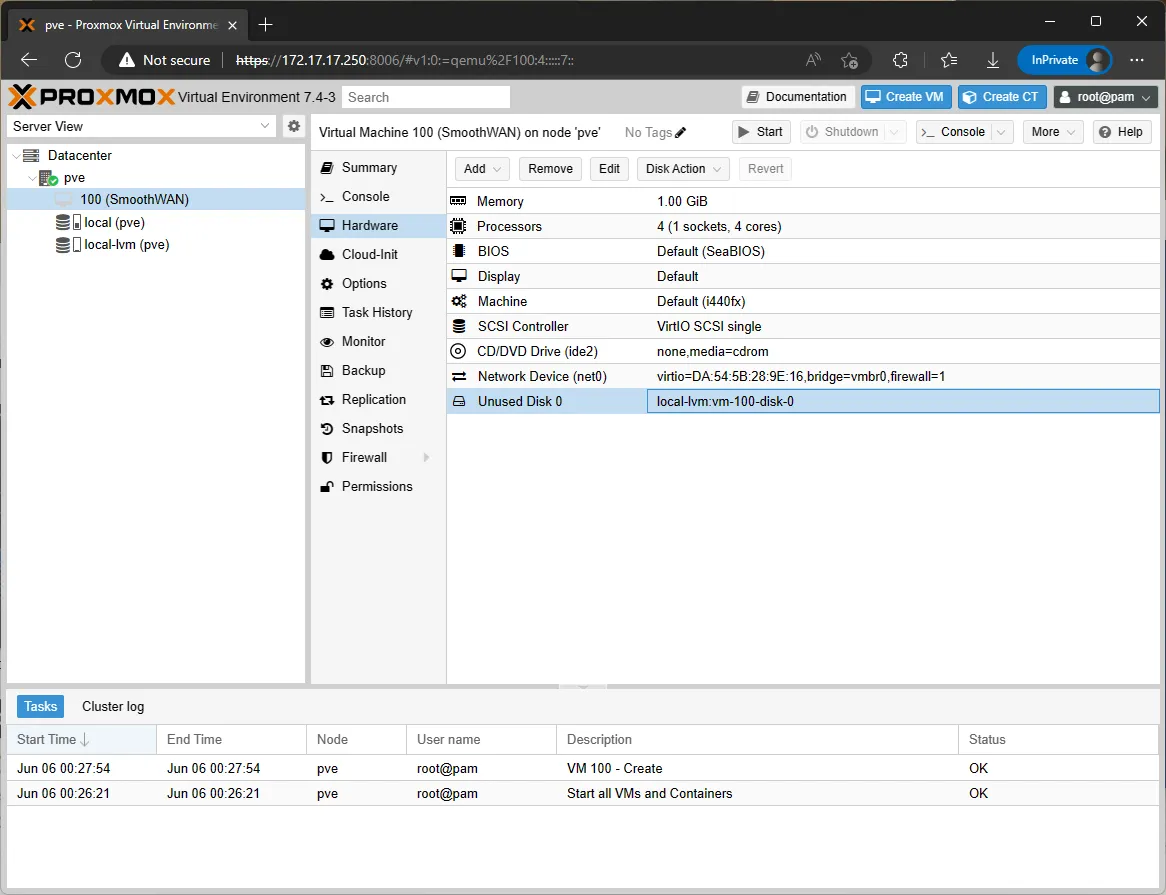 pve - Proxmox Virtual Environme
Not secure https://172.17.17.250:8006/#v1:0:=qemu%2F100:4:::::7:: InPrivate
PROXMOX Virtual Environment 7.4-3 Search Documentation Create VM Create CT root@pam
Server View
Virtual Machine 100 (SmoothWAN) on node 'pve' No Tags Start Shutdown Console More Help
Datacenter
pve
100 (SmoothWAN)
local (pve)
local-lvm (pve)
Summary
Console
Hardware
Cloud-Init
Options
Task History
Monitor
Backup
Replication
Snapshots
Firewall
Permissions
Add Remove Edit Disk Action Revert
Memory 1.00 GiB
Processors 4 (1 sockets, 4 cores)
BIOS Default (SeaBIOS)
Display Default
Machine Default (i440fx)
SCSI Controller VirtIO SCSI single
CD/DVD Drive (ide2) none,media=cdrom
Network Device (net0) virtio=DA:54:5B:28:9E:16,bridge=vmbr0,firewall=1
Unused Disk 0 local-lvm:vm-100-disk-0
Tasks Cluster log
Start Time End Time Node User name Description Status
Jun 06 00:27:54 Jun 06 00:27:54 pve root@pam VM 100 - Create OK
Jun 06 00:26:21 Jun 06 00:26:21 pve root@pam Start all VMs and Containers OK